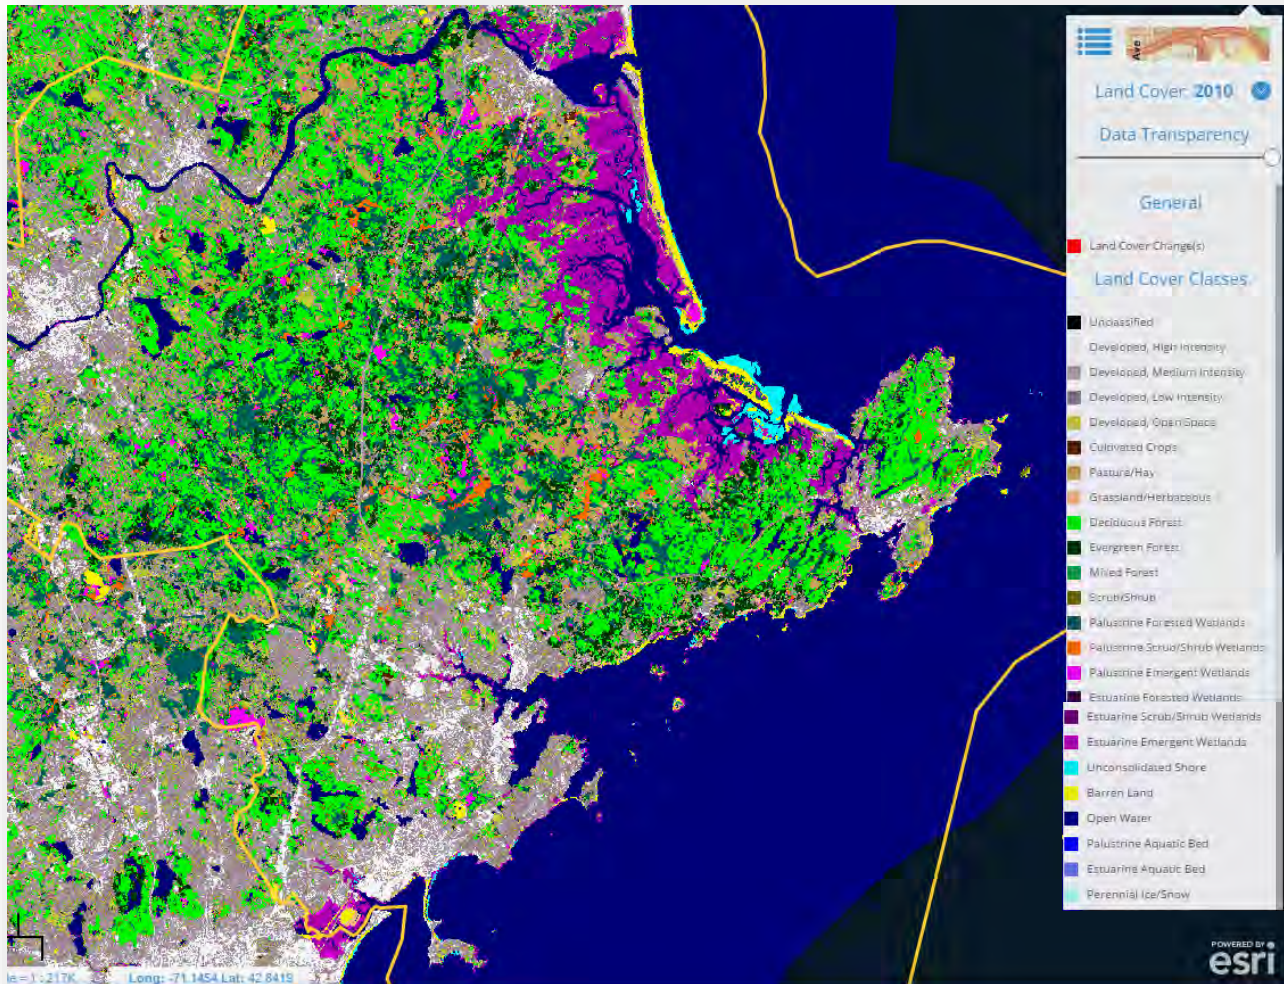 Ave
Land Cover: 2010
Data Transparency
General
Land Cover Change(s)
Land Cover Classes
Unclassified
Developed, High Intensity
Developed, Medium Intensity
Developed, Low Intensity
Developed, Open Space
Cultivated Crops
Pasture/Hay
Grassland/Herbaceous
Deciduous Forest
Evergreen Forest
Mixed Forest
Scrub/Shrub
Palustrine Forested Wetlands
Palustrine Scrub/Shrub Wetlands
Palustrine Emergent Wetlands
Estuarine Forested Wetlands
Estuarine Scrub/Shrub Wetlands
Estuarine Emergent Wetlands
Unconsolidated Shore
Barren Land
Open Water
Palustrine Aquatic Bed
Estuarine Aquatic Bed
Perennial Ice/Snow
POWERED BY
esri
le = 1 : 217K Long: -71.1454 Lat: 42.8419